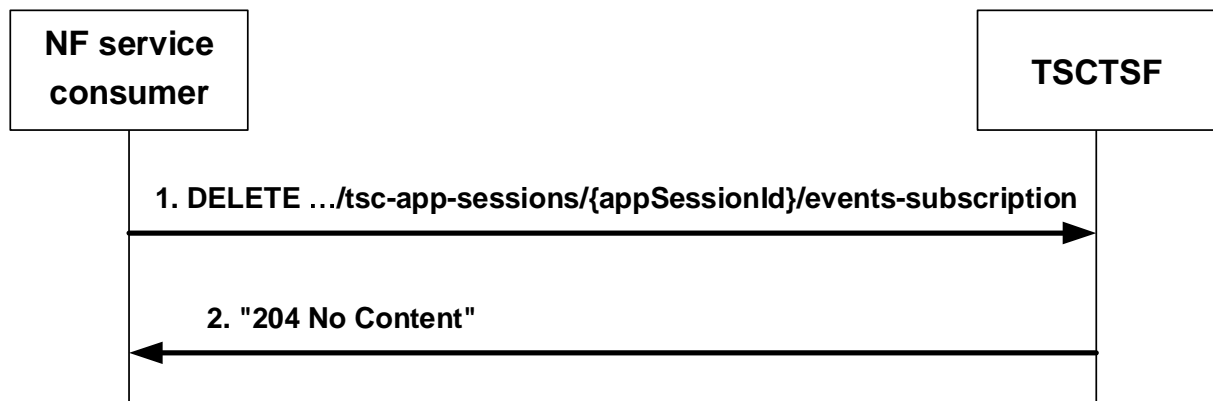 NF service
consumer
TSCTSF
1. DELETE …/tsc-app-sessions/{appSessionId}/events-subscription
2. "204 No Content"